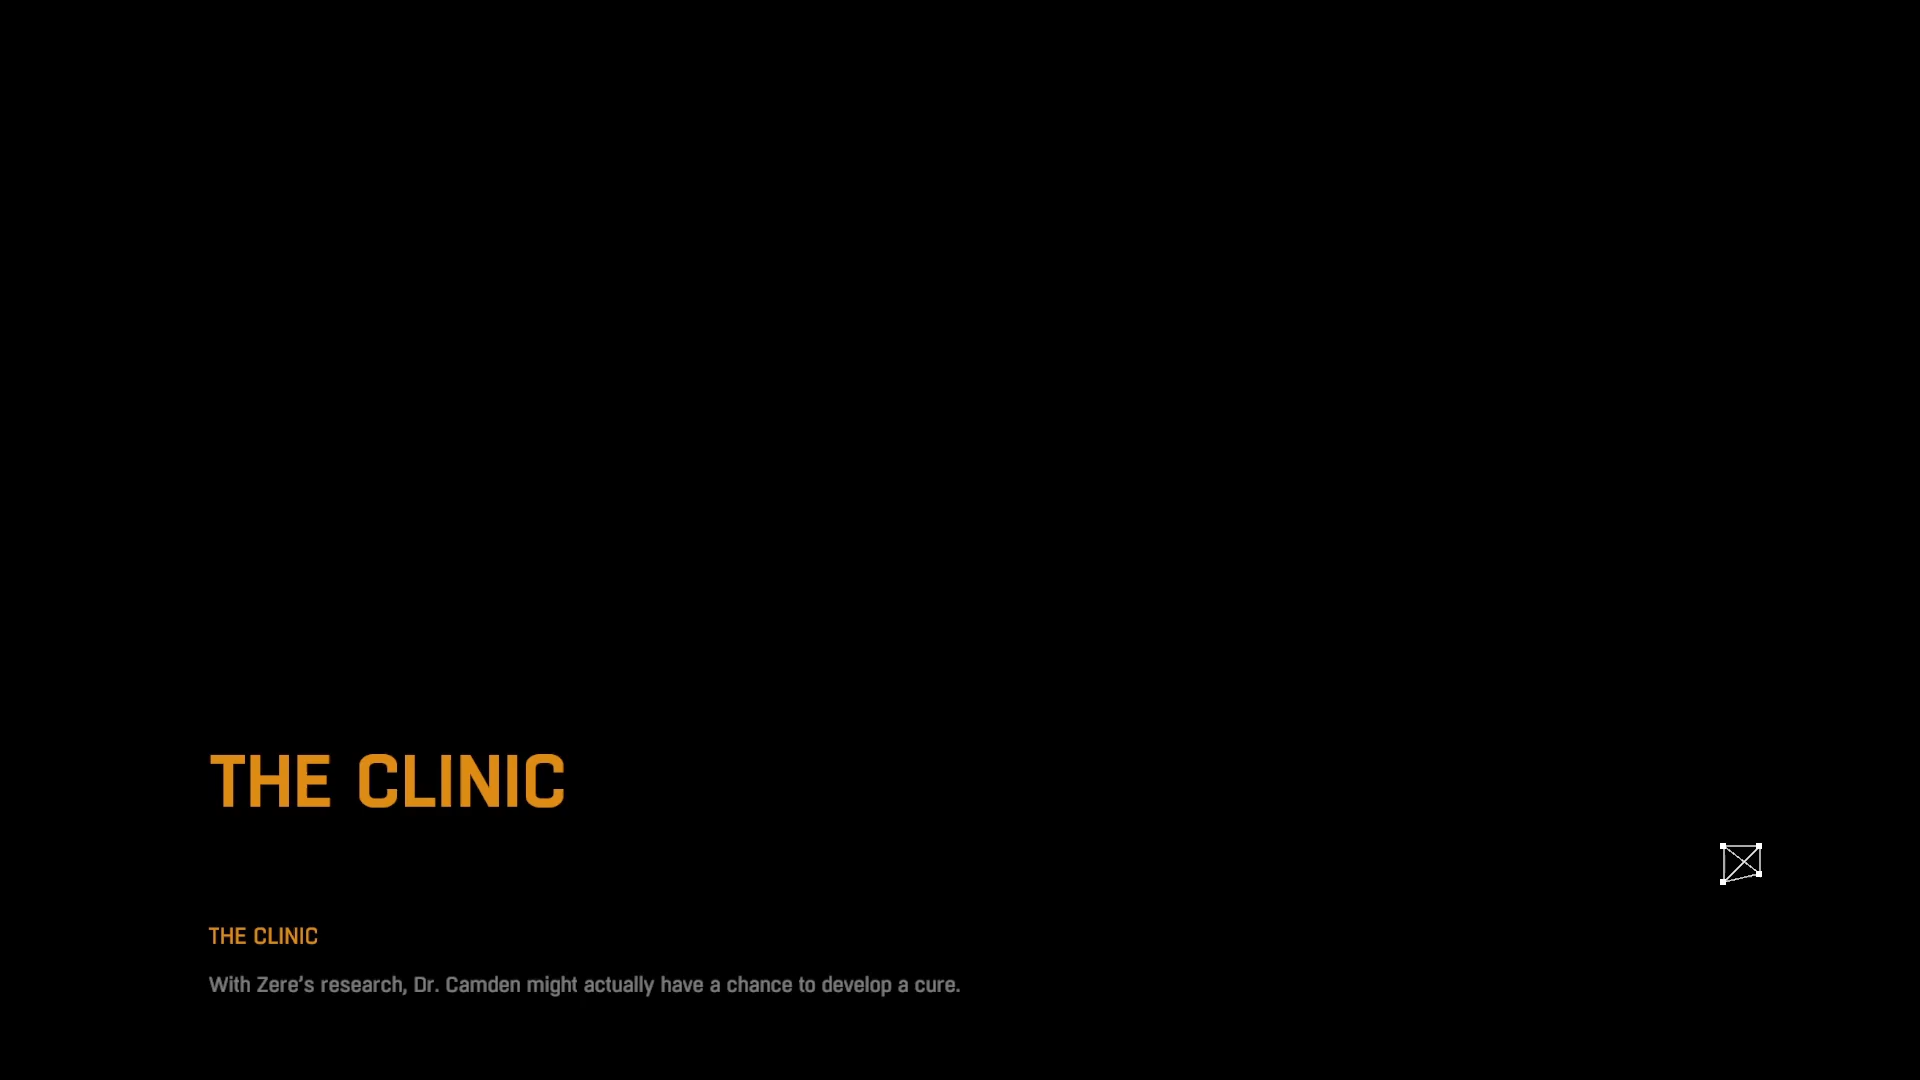 THE CLINIC
THE CLINIC
With Zere’s research, Dr. Camden might actually have a chance to develop a cure.